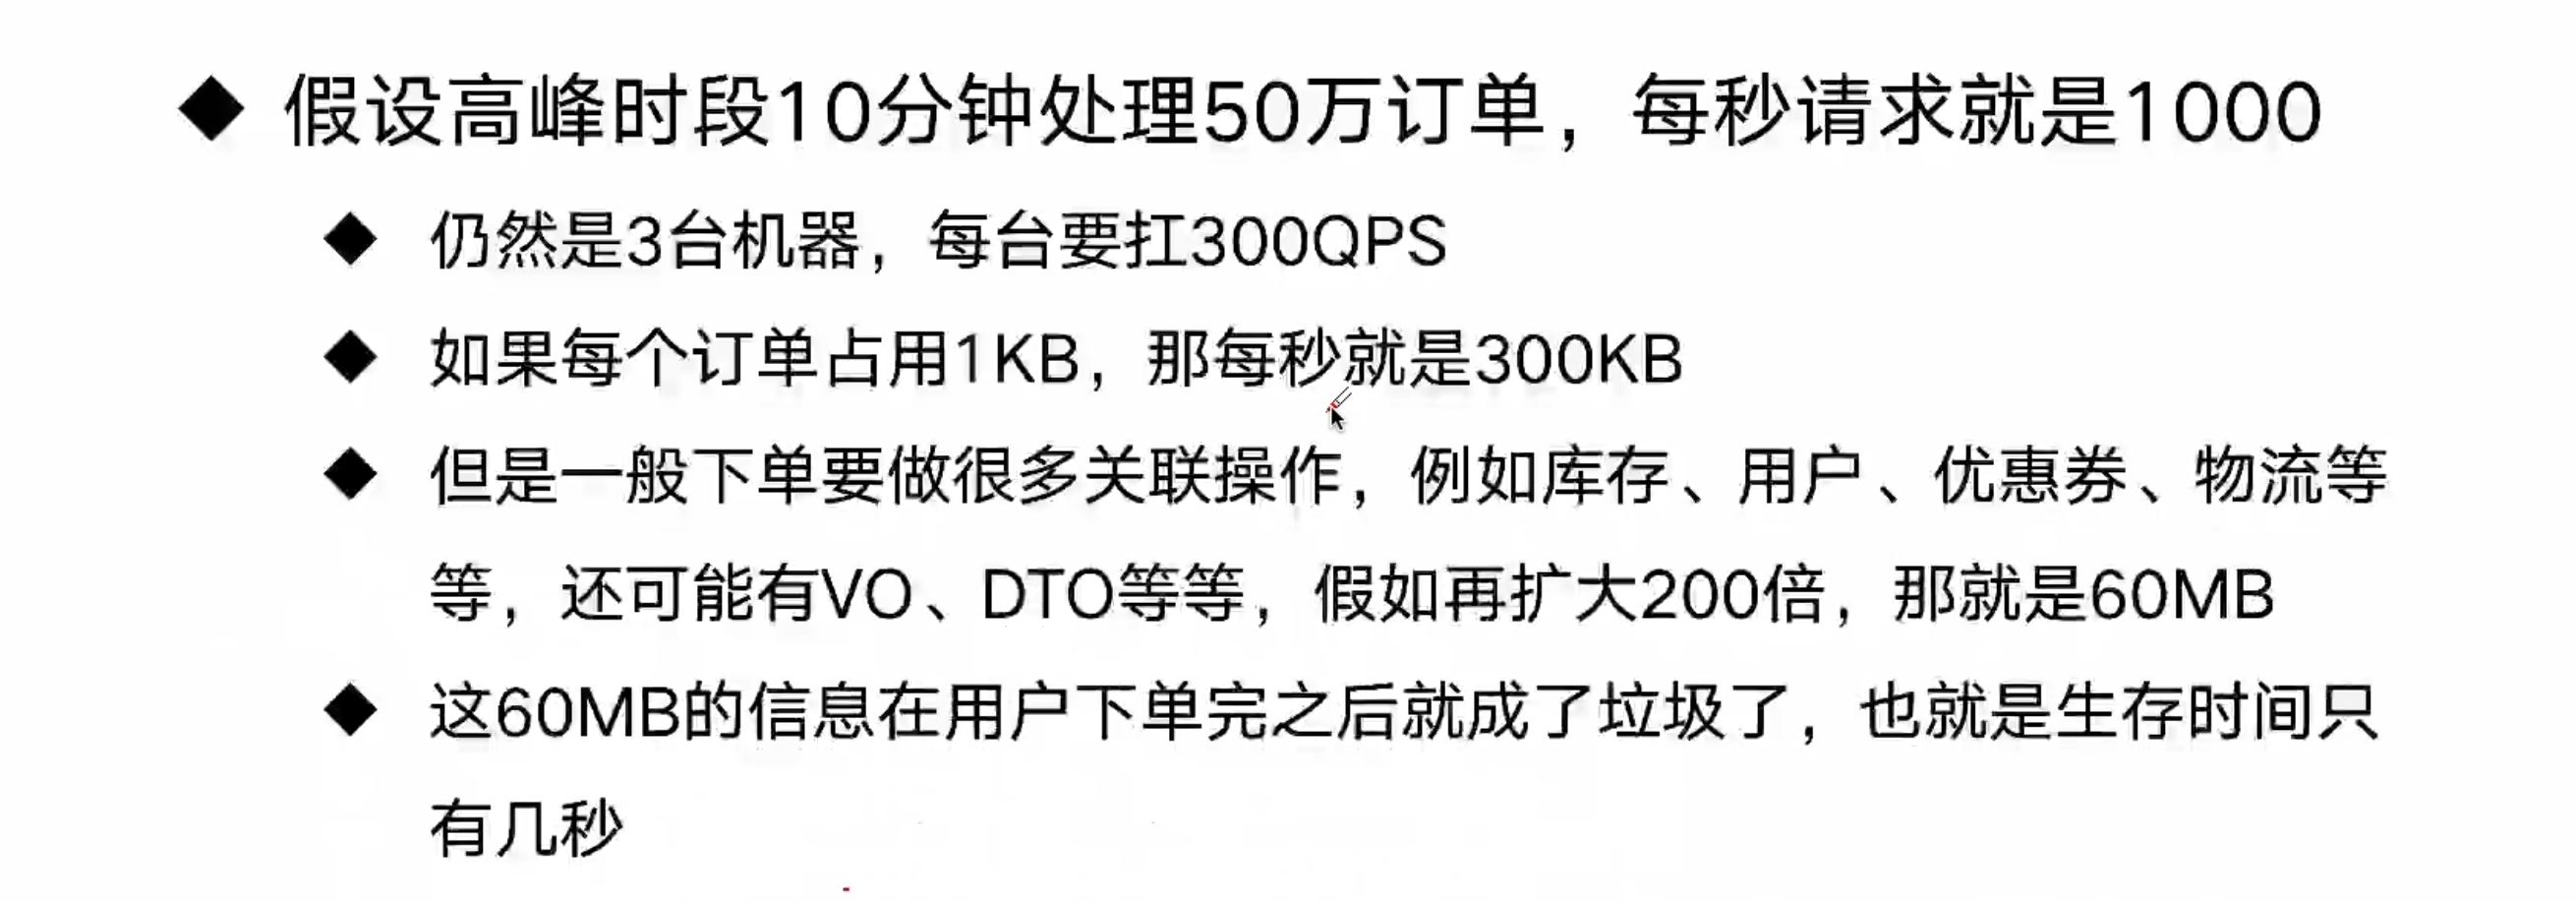 ◆ 假设高峰时段10分钟处理50万订单，每秒请求就是1000
◆ 仍然是3台机器，每台要扛300QPS
◆ 如果每个订单占用1KB，那每秒就是300KB
◆ 但是一般下单要做很多关联操作，例如库存、用户、优惠券、物流等
等，还可能有VO、DTO等等，假如再扩大200倍，那就是60MB
◆ 这60MB的信息在用户下单完之后就成了垃圾了，也就是生存时间只
有几秒